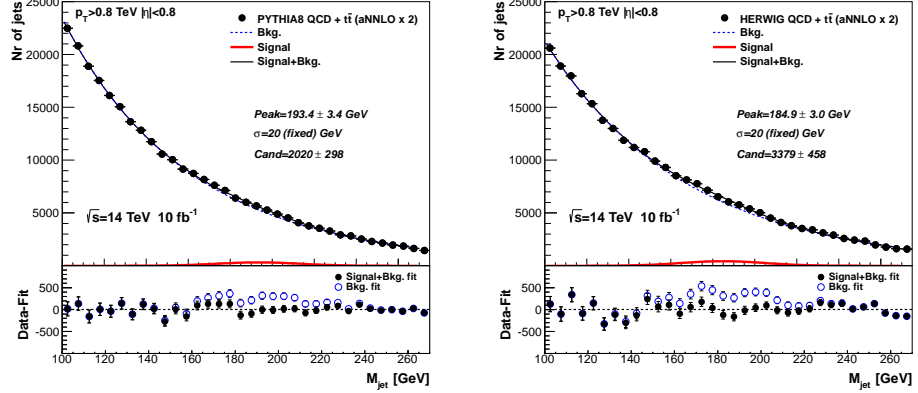 p_T>0.8 TeV |η|<0.8
Nr of jets
25000
20000
15000
10000
5000
PYTHIA8 QCD + tt̄ (aNNLO x 2)
Bkg.
Signal
Signal+Bkg.
Peak=193.4 ± 3.4 GeV
σ=20 (fixed) GeV
Cand=2020 ± 298
√s=14 TeV 10 fb⁻¹
Data-Fit
500
0
-500
Signal+Bkg. fit
Bkg. fit
100 120 140 160 180 200 220 240 260
M_jet [GeV]
p_T>0.8 TeV |η|<0.8
Nr of jets
25000
20000
15000
10000
5000
HERWIG QCD + tt̄ (aNNLO x 2)
Bkg.
Signal
Signal+Bkg.
Peak=184.9 ± 3.0 GeV
σ=20 (fixed) GeV
Cand=3379 ± 458
√s=14 TeV 10 fb⁻¹
Data-Fit
500
0
-500
Signal+Bkg. fit
Bkg. fit
100 120 140 160 180 200 220 240 260
M_jet [GeV]